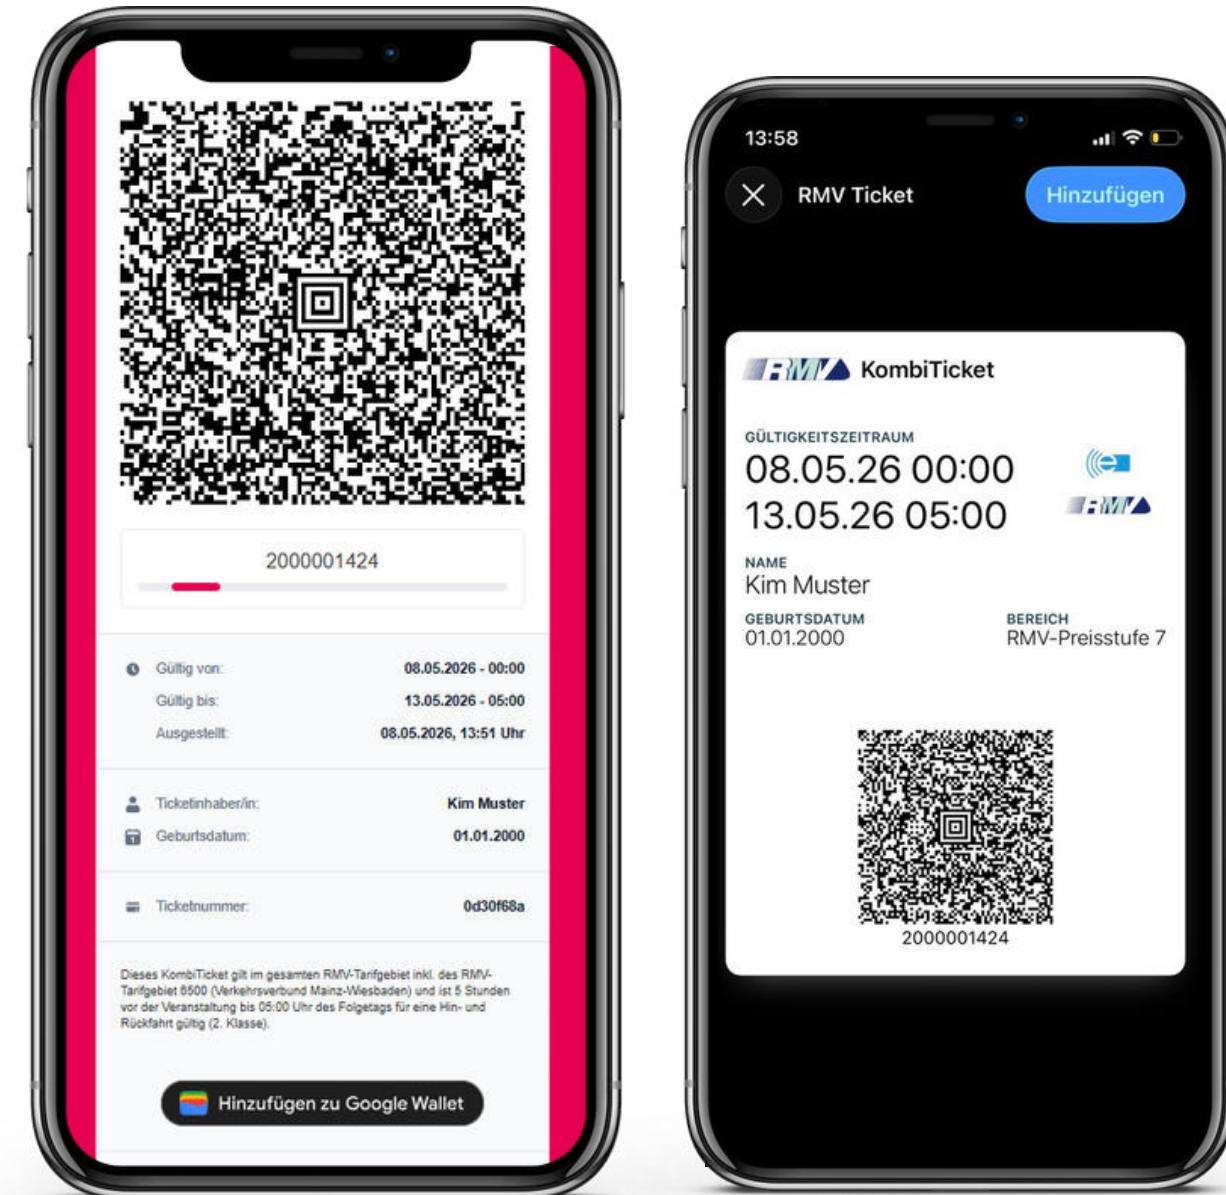 2000001424
Gültig von: 08.05.2026 - 00:00
Gültig bis: 13.05.2026 - 05:00
Ausgestellt: 08.05.2026, 13:51 Uhr
Ticketinhaber/in: Kim Muster
Geburtsdatum: 01.01.2000
Ticketnummer: 0d30f68a
Dieses KombiTicket gilt im gesamten RMV-Tarifgebiet inkl. des RMV-
Tarifgebiet 6500 (Verkehrsverbund Mainz-Wiesbaden) und ist 5 Stunden
vor der Veranstaltung bis 05:00 Uhr des Folgetags für eine Hin- und
Rückfahrt gültig (2. Klasse).
Hinzufügen zu Google Wallet
13:58
RMV Ticket Hinzufügen
RMV KombiTicket
GÜLTIGKEITSZEITRAUM
08.05.26 00:00
13.05.26 05:00
e
RMV
NAME
Kim Muster
GEBURTSDATUM BEREICH
01.01.2000 RMV-Preisstufe 7
2000001424